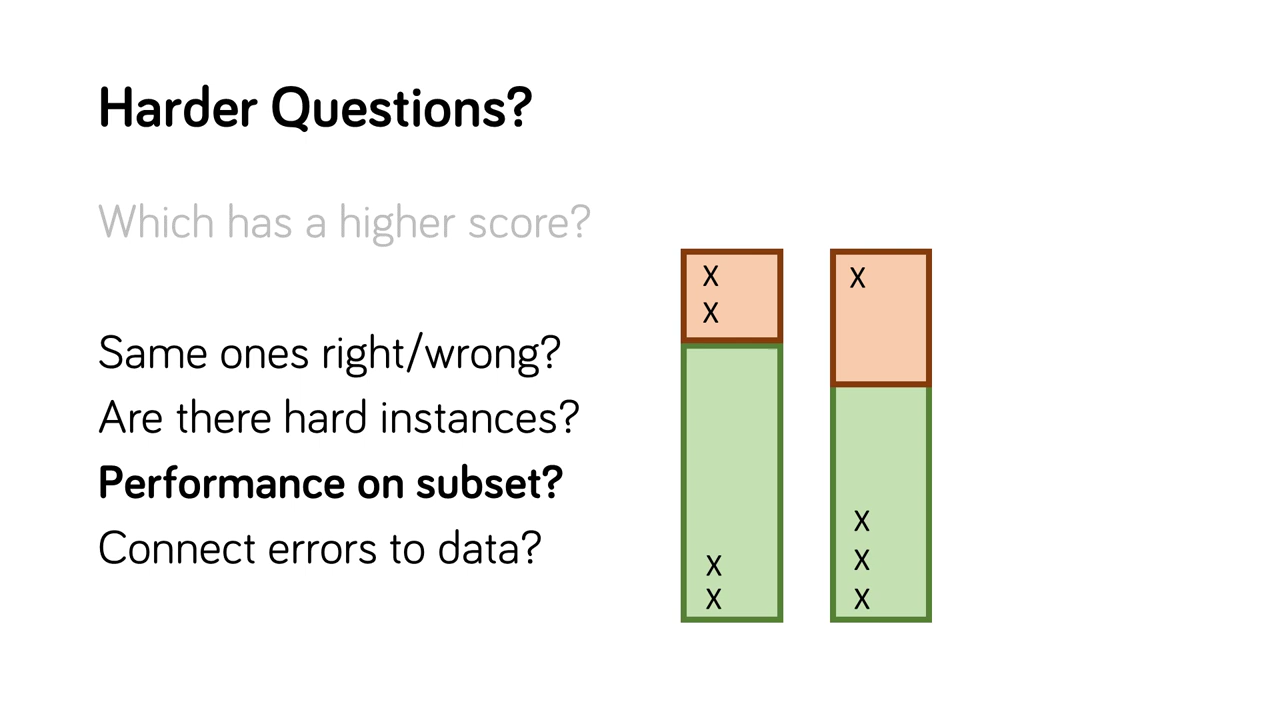 Harder Questions?
Which has a higher score?
Same ones right/wrong?
Are there hard instances?
Performance on subset?
Connect errors to data?
X
X
X
X
X
X
X
X